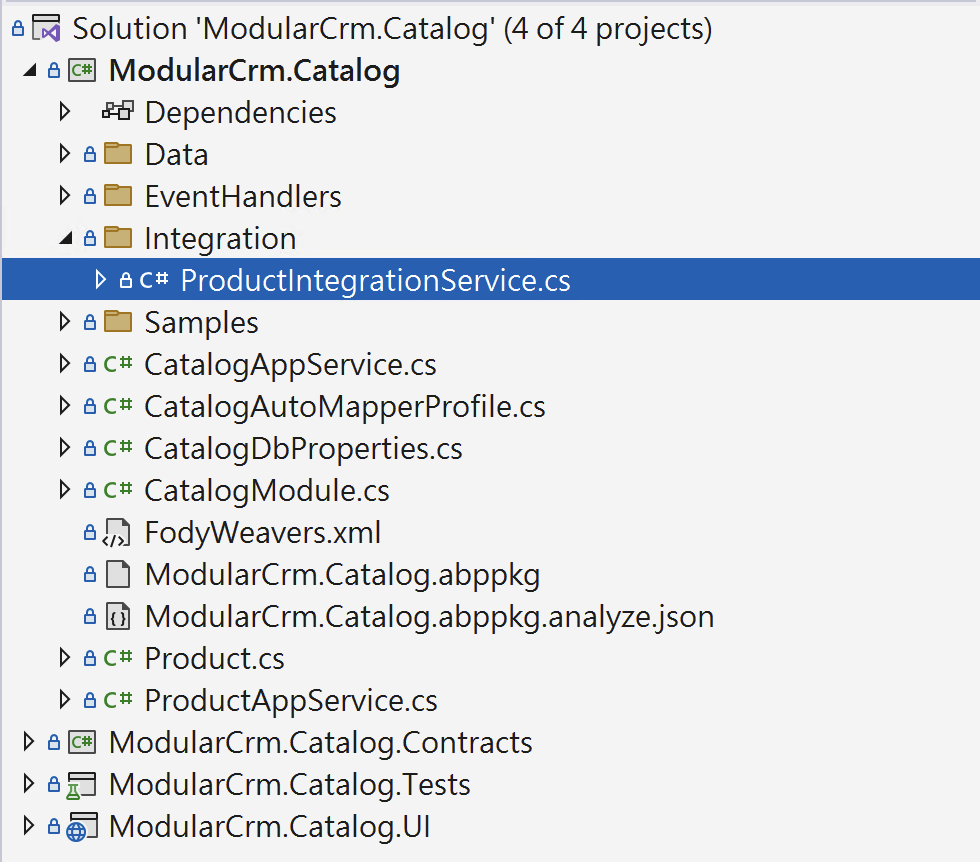 Solution 'ModularCrm.Catalog' (4 of 4 projects)
C# ModularCrm.Catalog
Dependencies
Data
EventHandlers
Integration
C# ProductIntegrationService.cs
Samples
C# CatalogAppService.cs
C# CatalogAutoMapperProfile.cs
C# CatalogDbProperties.cs
C# CatalogModule.cs
FodyWeavers.xml
ModularCrm.Catalog.abppkg
ModularCrm.Catalog.abppkg.analyze.json
C# Product.cs
C# ProductAppService.cs
C# ModularCrm.Catalog.Contracts
ModularCrm.Catalog.Tests
ModularCrm.Catalog.UI